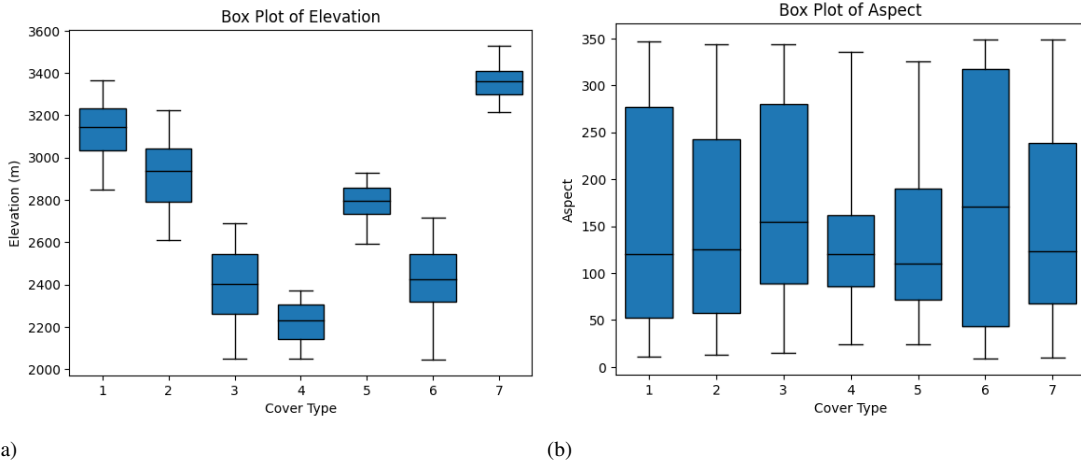 Box Plot of Elevation
3600
3400
3200
3000
2800
2600
2400
2200
2000
Elevation (m)
1 2 3 4 5 6 7
Cover Type
a)
Box Plot of Aspect
350
300
250
200
150
100
50
0
Aspect
1 2 3 4 5 6 7
Cover Type
(b)